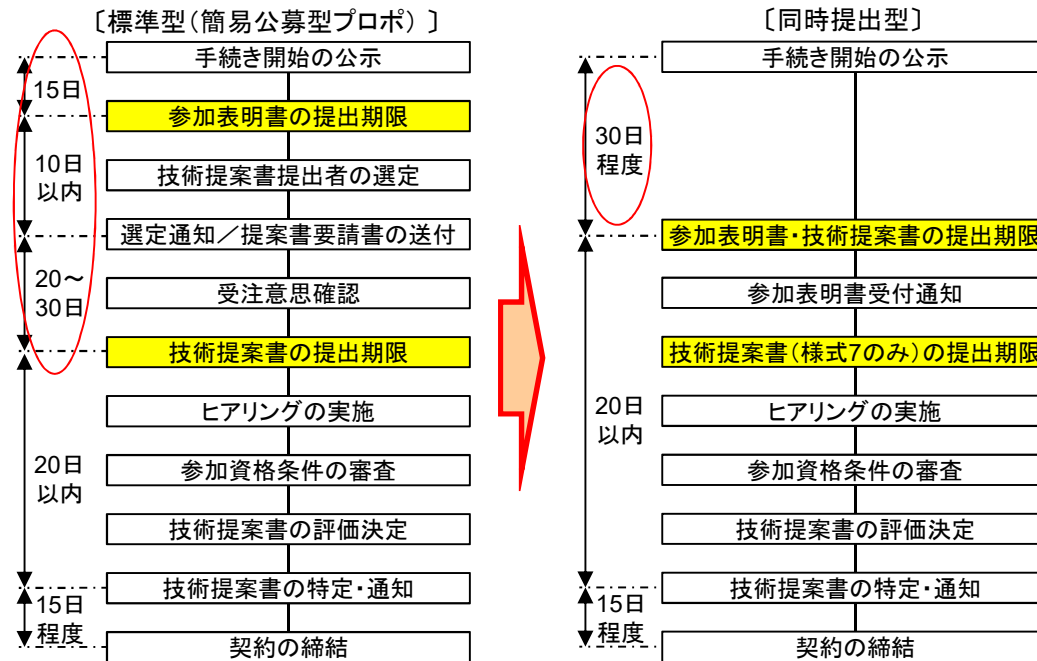 〔標準型(簡易公募型プロポ) 〕
手続き開始の公示
15日
参加表明書の提出期限
10日
以内
技術提案書提出者の選定
選定通知／提案書要請書の送付
20～
30日
受注意思確認
技術提案書の提出期限
ヒアリングの実施
20日
以内
参加資格条件の審査
技術提案書の評価決定
技術提案書の特定・通知
15日
程度
契約の締結
〔同時提出型〕
手続き開始の公示
30日
程度
参加表明書・技術提案書の提出期限
参加表明書受付通知
技術提案書(様式7のみ)の提出期限
20日
以内
ヒアリングの実施
参加資格条件の審査
技術提案書の評価決定
技術提案書の特定・通知
15日
程度
契約の締結